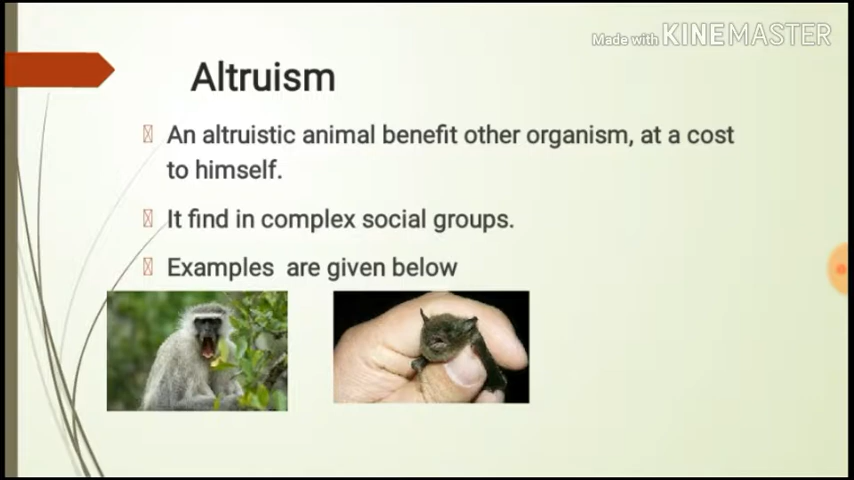 Made with KINEMASTER
Altruism
An altruistic animal benefit other organism, at a cost
to himself.
It find in complex social groups.
Examples are given below